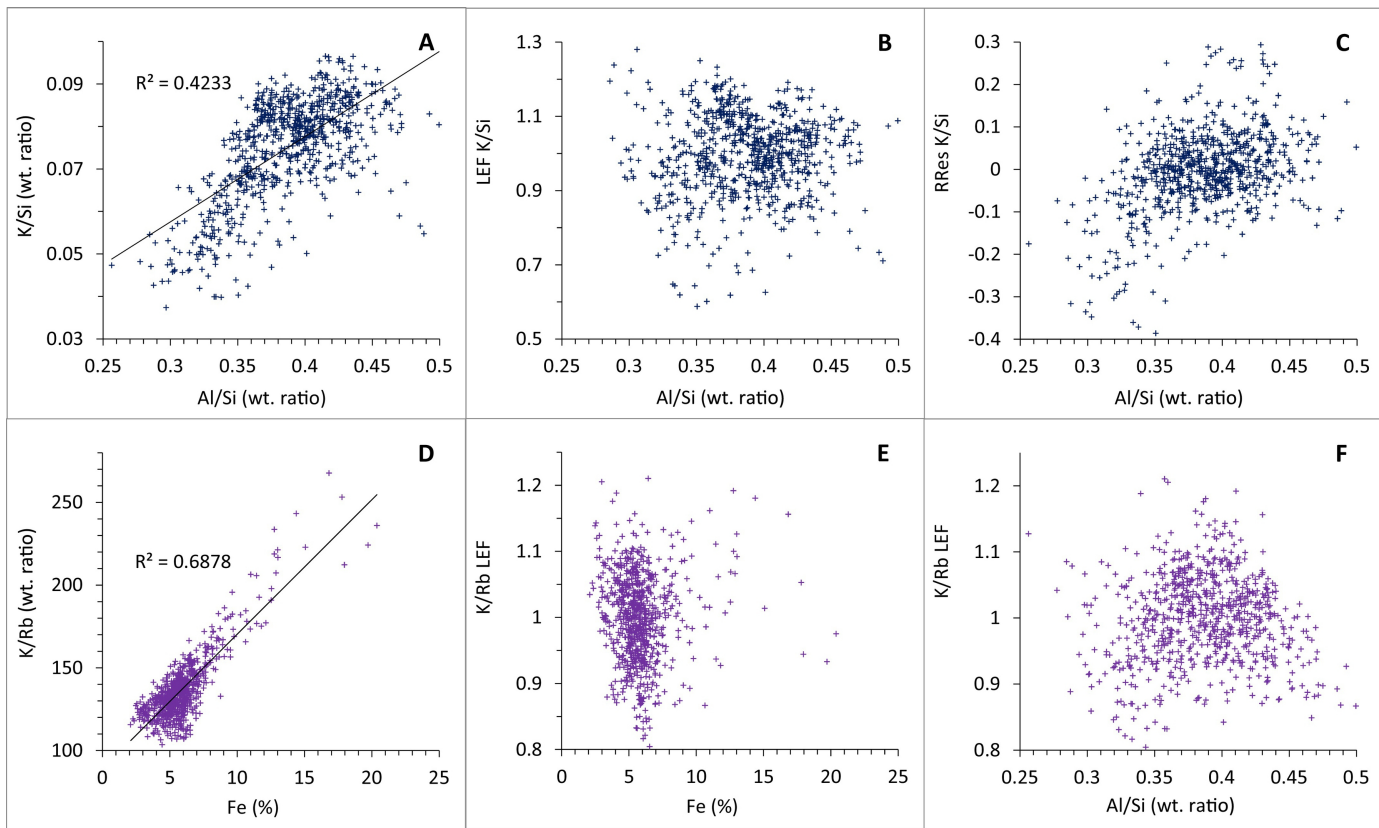 A
K/Si (wt. ratio)
R² = 0.4233
0.09
0.07
0.05
0.03
0.25 0.3 0.35 0.4 0.45 0.5
Al/Si (wt. ratio)
B
LEF K/Si
1.3
1.1
0.9
0.7
0.5
0.25 0.3 0.35 0.4 0.45 0.5
Al/Si (wt. ratio)
C
RRes K/Si
0.3
0.2
0.1
0
-0.1
-0.2
-0.3
-0.4
0.25 0.3 0.35 0.4 0.45 0.5
Al/Si (wt. ratio)
D
K/Rb (wt. ratio)
R² = 0.6878
250
200
150
100
0 5 10 15 20 25
Fe (%)
E
K/Rb LEF
1.2
1.1
1
0.9
0.8
0 5 10 15 20 25
Fe (%)
F
K/Rb LEF
1.2
1.1
1
0.9
0.8
0.25 0.3 0.35 0.4 0.45 0.5
Al/Si (wt. ratio)